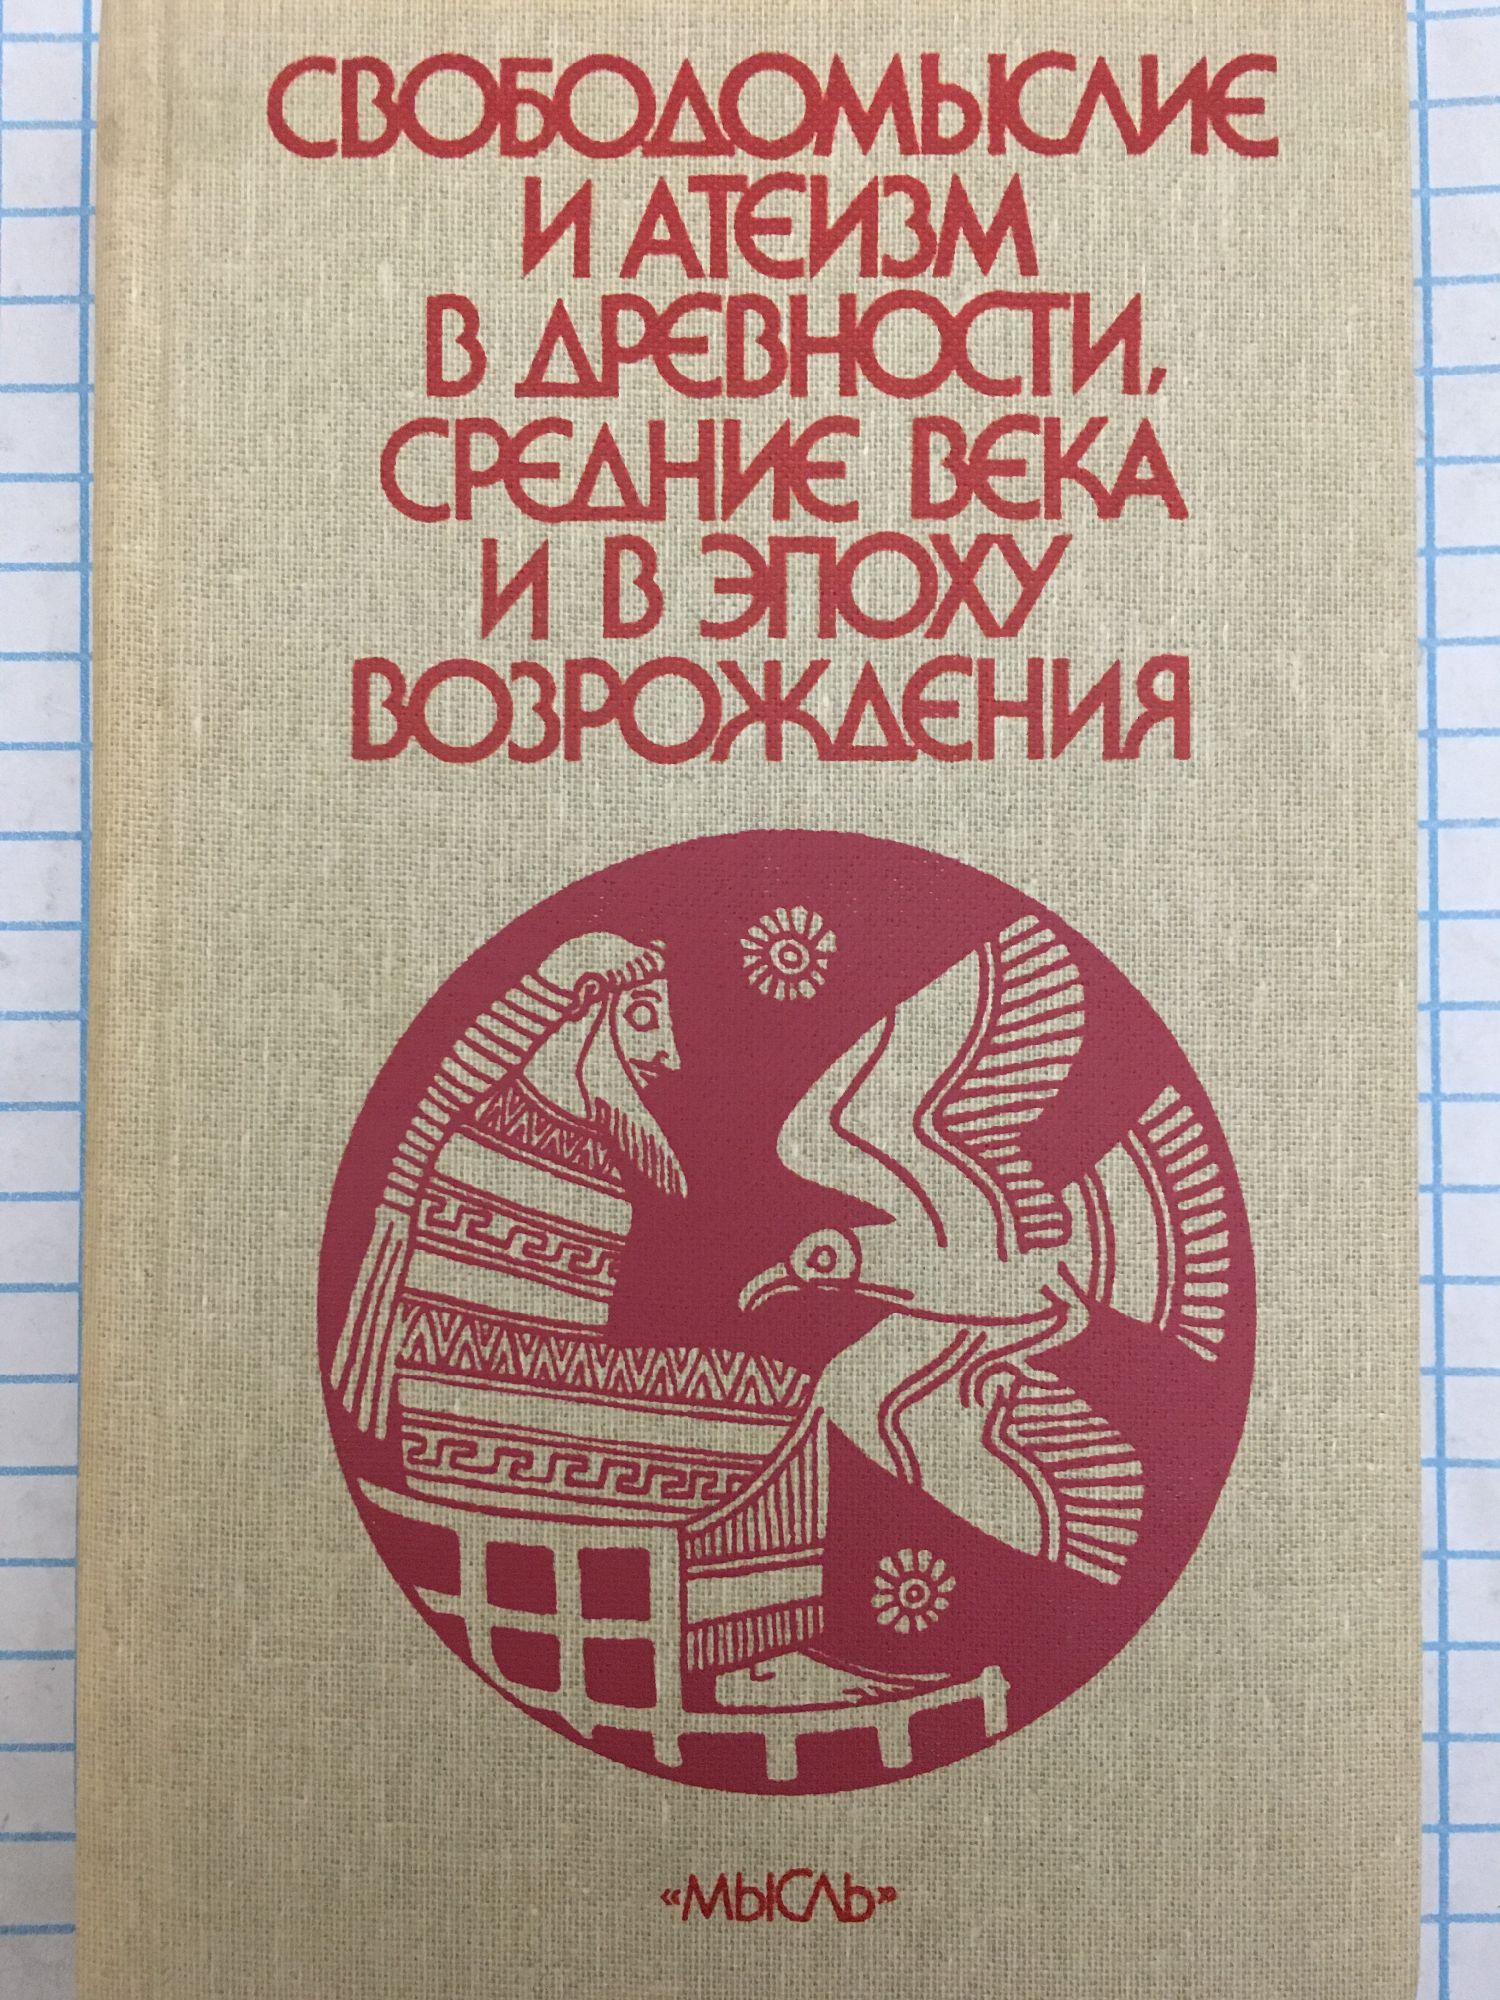 СВОБОДОМЫСЛИЕ
И АТЕИЗМ
В ДРЕВНОСТИ,
СРЕДНИЕ ВЕКА
И В ЭПОХУ
ВОЗРОЖДЕНИЯ
«МЫСЛЬ»